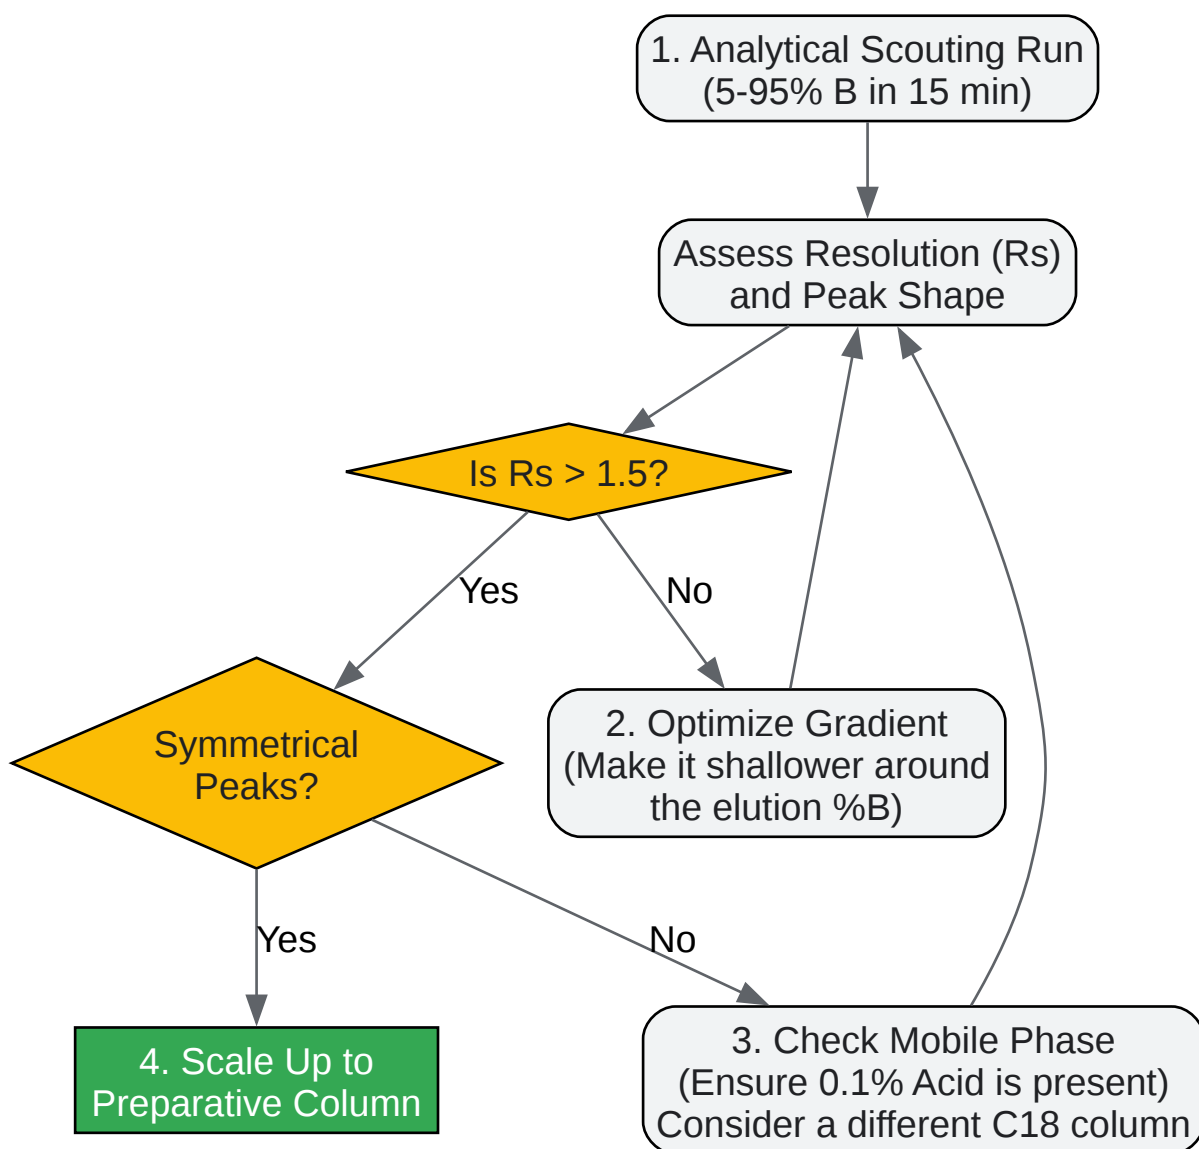 1. Analytical Scouting Run
(5-95% B in 15 min)
Assess Resolution (Rs)
and Peak Shape
Is Rs > 1.5?
Yes
No
Symmetrical
Peaks?
2. Optimize Gradient
(Make it shallower around
the elution %B)
Yes
No
4. Scale Up to
Preparative Column
3. Check Mobile Phase
(Ensure 0.1% Acid is present)
Consider a different C18 column